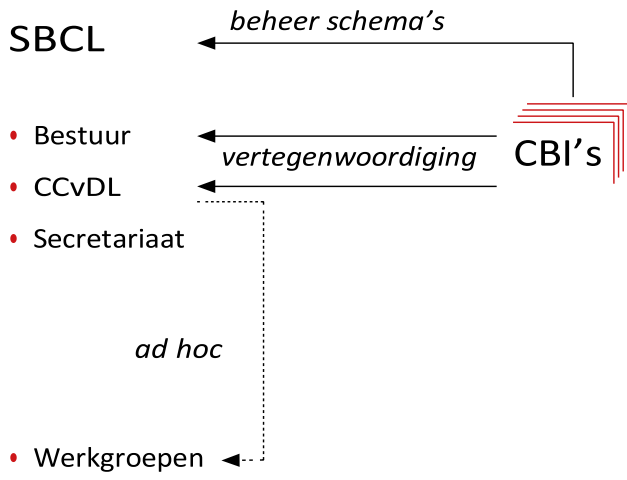 beheer schema’s
SBCL
• Bestuur
vertegenwoordiging
CBI’s
• CCvDL
• Secretariaat
ad hoc
• Werkgroepen